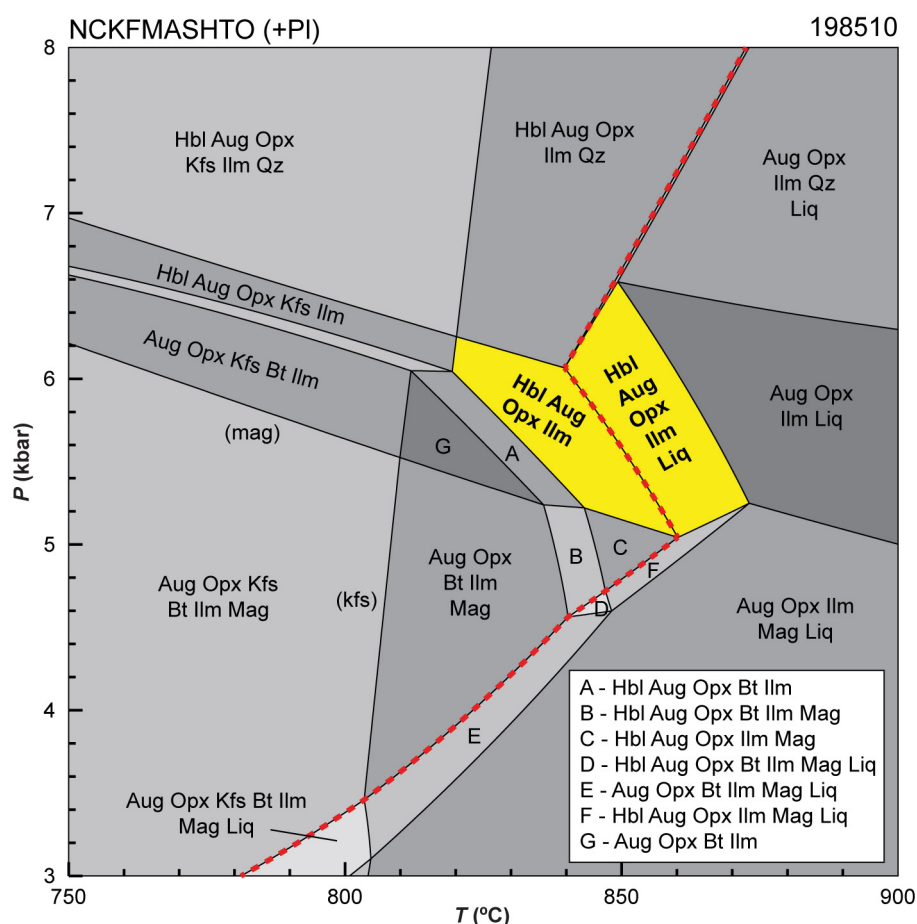 NCKFMASHTO (+Pl)
198510
8
7
6
5
4
3
P (kbar)
750
800
850
900
T (ºC)
Hbl Aug Opx
Kfs Ilm Qz
Hbl Aug Opx
Ilm Qz
Aug Opx
Ilm Qz
Liq
Hbl Aug Opx Kfs Ilm
Aug Opx Kfs Bt Ilm
(mag)
G
A
Hbl Aug
Opx Ilm
Hbl
Aug
Opx
Ilm
Liq
Aug Opx
Ilm Liq
Aug Opx Kfs
Bt Ilm Mag
(kfs)
Aug Opx
Bt Ilm
Mag
B
C
F
D
E
Aug Opx Ilm
Mag Liq
Aug Opx Kfs Bt Ilm
Mag Liq
A - Hbl Aug Opx Bt Ilm
B - Hbl Aug Opx Bt Ilm Mag
C - Hbl Aug Opx Ilm Mag
D - Hbl Aug Opx Bt Ilm Mag Liq
E - Aug Opx Bt Ilm Mag Liq
F - Hbl Aug Opx Ilm Mag Liq
G - Aug Opx Bt Ilm